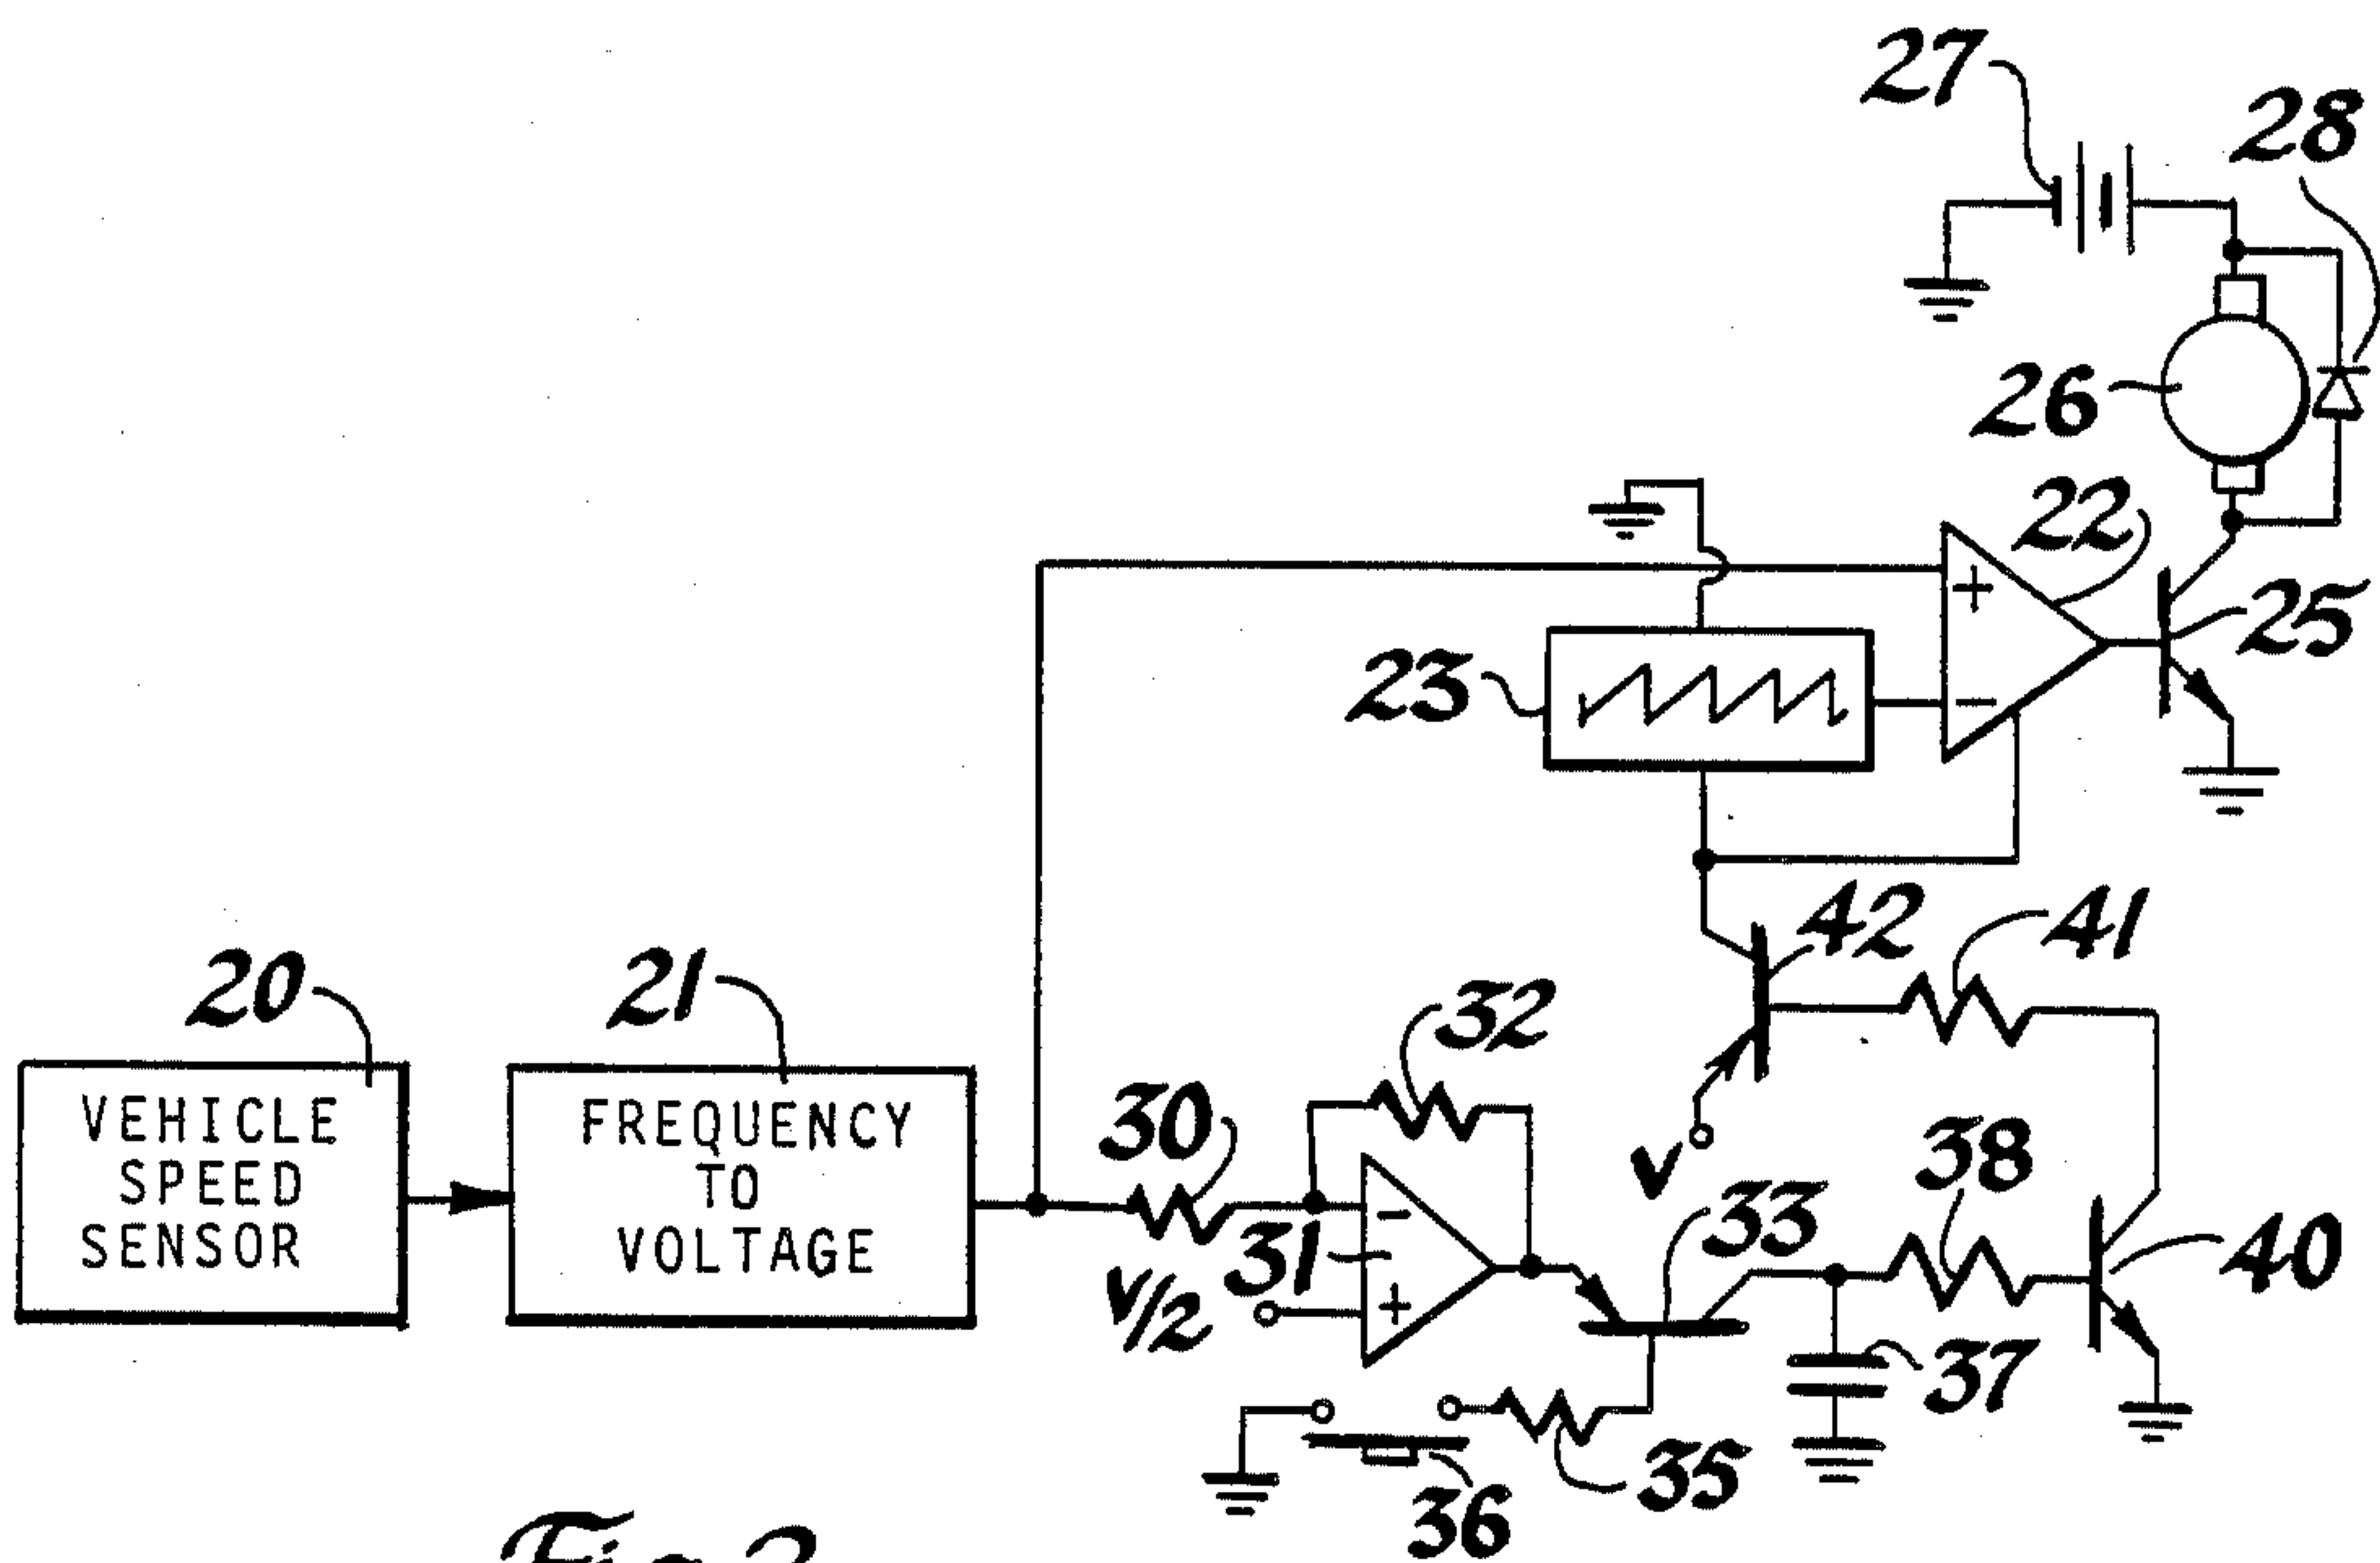 27
28
26
22
25
23
+
−
42
41
20
21
32
VEHICLE
SPEED
SENSOR
FREQUENCY
TO
VOLTAGE
30
V
38
33
40
31
−
+
V/2
37
35
36
Fig. 2